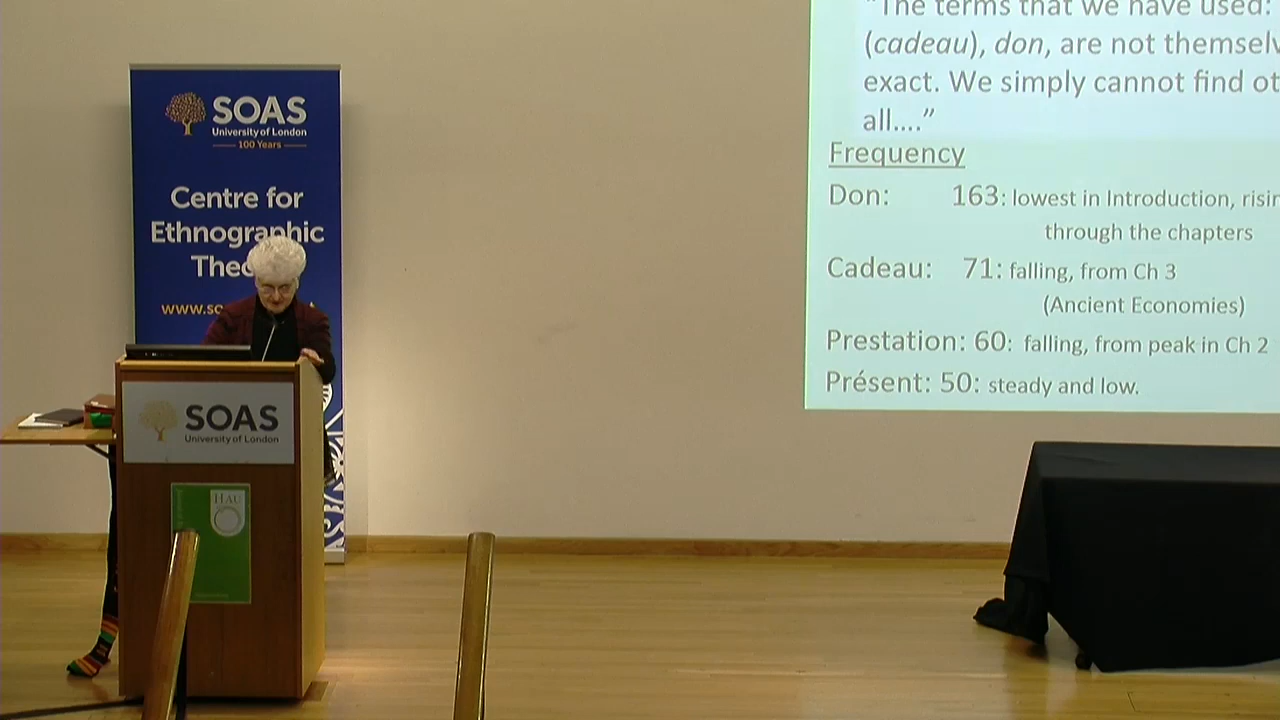 SOAS
University of London
100 Years
Centre for
Ethnographic
www.so
SOAS
University of London
HAU
"The terms that we have used:
(cadeau), don, are not
exact. We simply cannot find
all...."
Frequency
Don: 163: lowest in Introduction,
through the chapters
Cadeau: 71: falling, from Ch 3
(Ancient Economies)
Prestation: 60: falling, from peak in Ch 2
Présent: 50: steady and low.